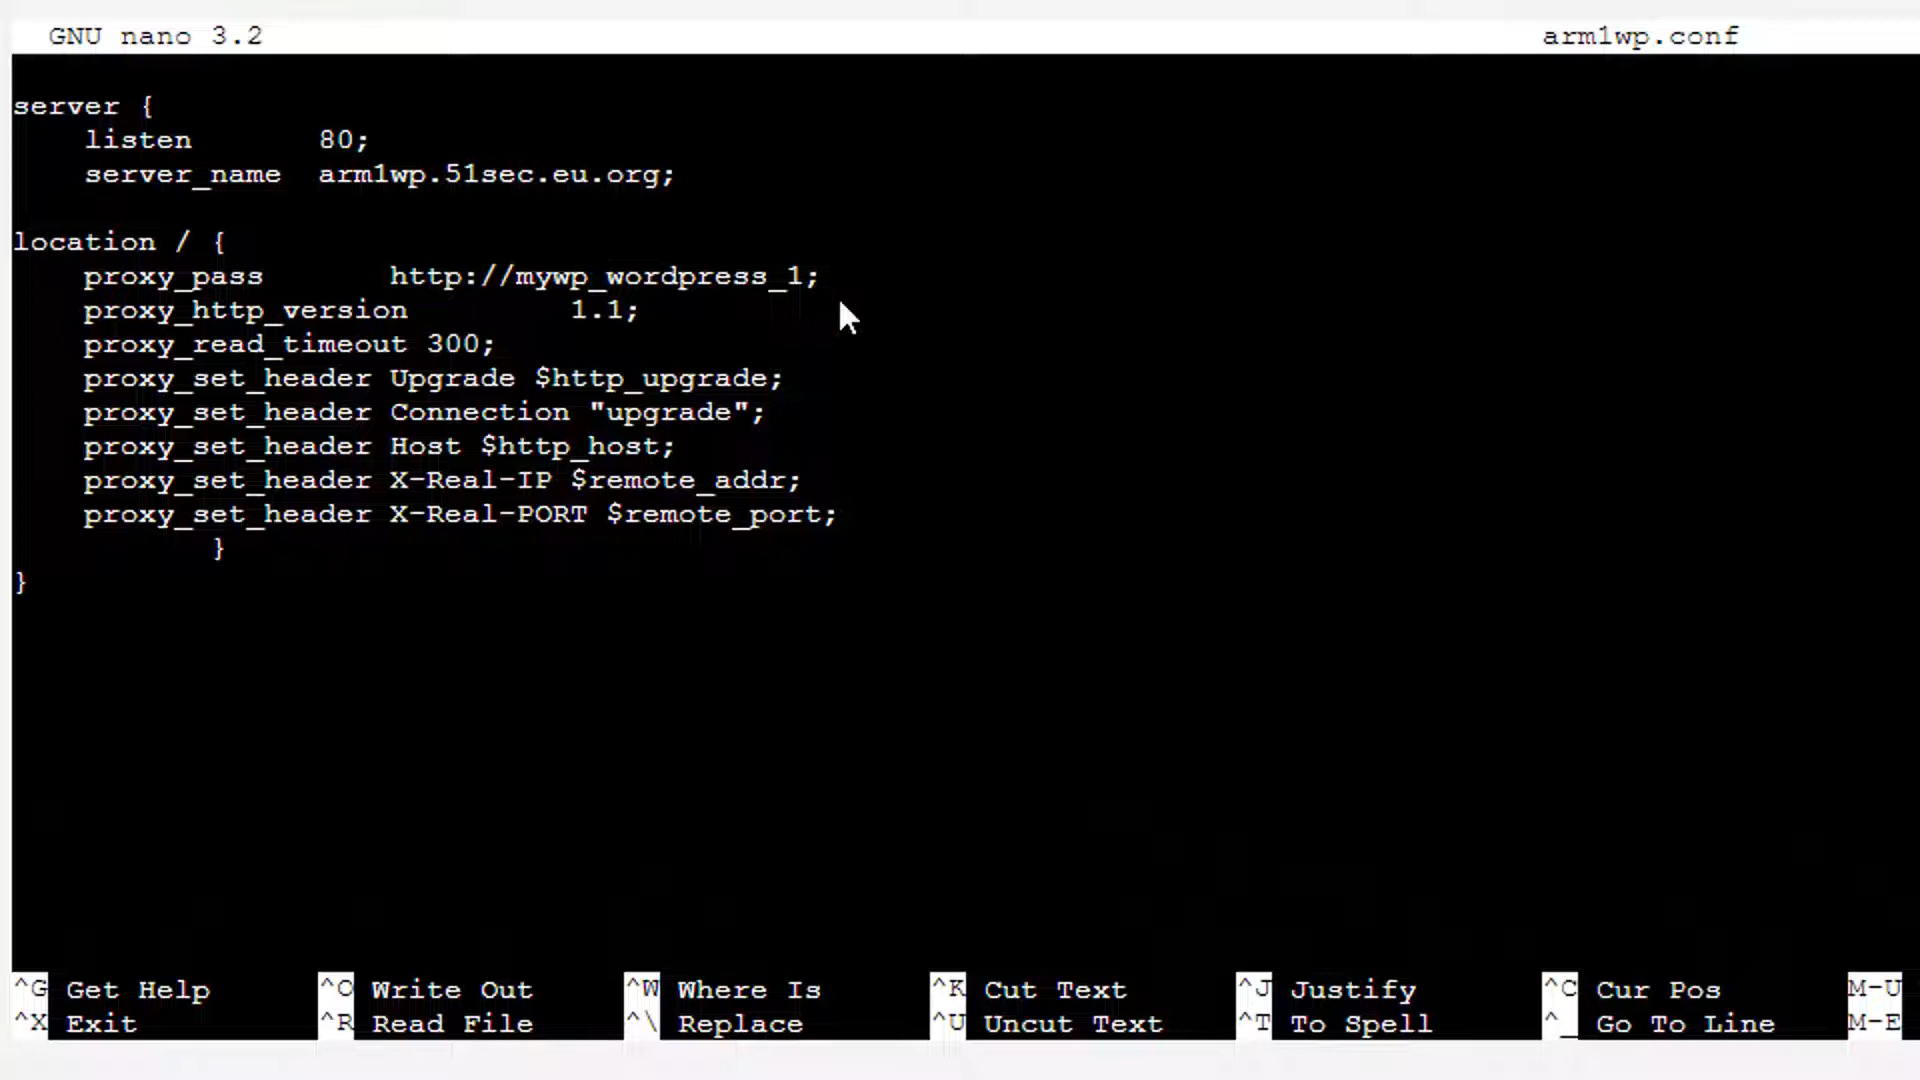 GNU nano 3.2 arm1wp.conf
server {
listen 80;
server_name arm1wp.51sec.eu.org;
location / {
proxy_pass http://mywp_wordpress_1;
proxy_http_version 1.1;
proxy_read_timeout 300;
proxy_set_header Upgrade $http_upgrade;
proxy_set_header Connection "upgrade";
proxy_set_header Host $http_host;
proxy_set_header X-Real-IP $remote_addr;
proxy_set_header X-Real-PORT $remote_port;
}
}
^G Get Help ^O Write Out ^W Where Is ^K Cut Text ^J Justify ^C Cur Pos M-U
^X Exit ^R Read File ^\ Replace ^U Uncut Text ^T To Spell ^_ Go To Line M-E